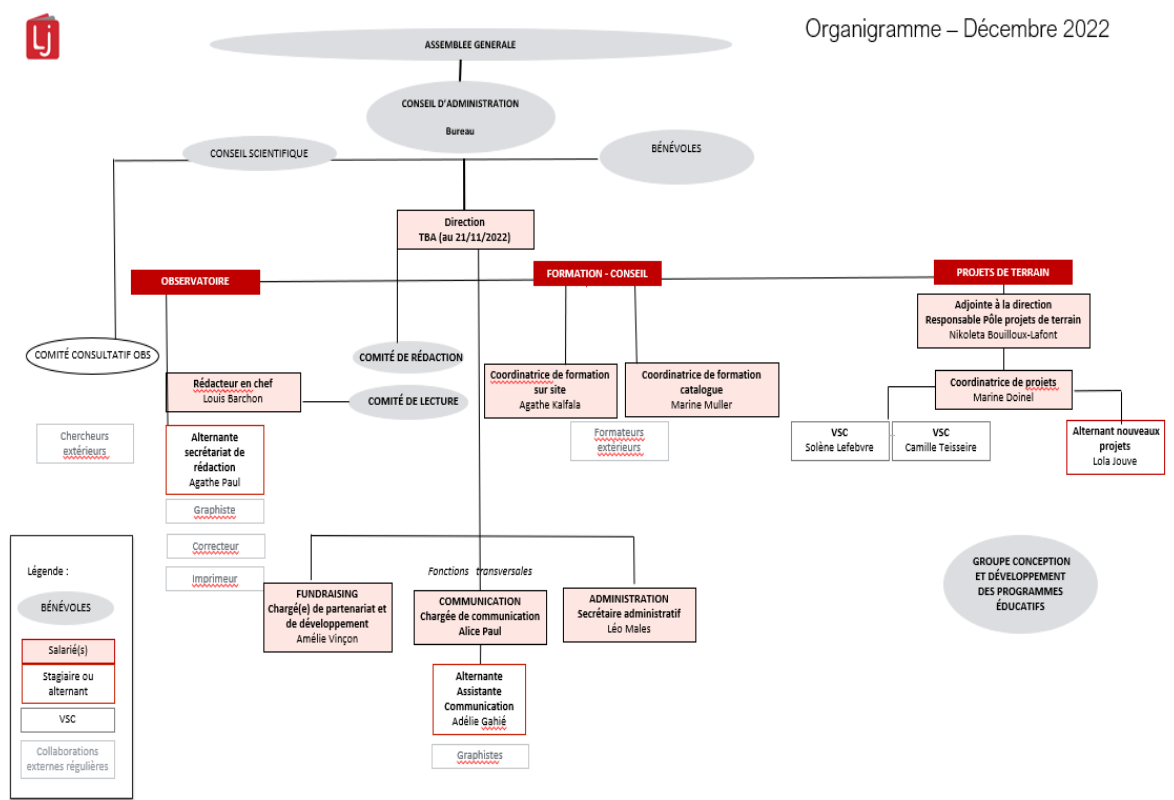 Lj
Organigramme – Décembre 2022
ASSEMBLEE GENERALE
CONSEIL D'ADMINISTRATION
Bureau
CONSEIL SCIENTIFIQUE
BÉNÉVOLES
Direction
TBA (au 21/11/2022)
OBSERVATOIRE
FORMATION - CONSEIL
PROJETS DE TERRAIN
Adjointe à la direction
Responsable Pôle projets de terrain
Nikoleta Bouilloux-Lafont
COMITÉ CONSULTATIF OBS
COMITÉ DE RÉDACTION
Rédacteur en chef
Louis Barchon
COMITÉ DE LECTURE
Coordinatrice de formation
sur site
Agathe Kalfala
Coordinatrice de formation
catalogue
Marine Muller
Coordinatrice de projets
Marine Doinel
Chercheurs
extérieurs
Alternante
secrétariat de
rédaction
Agathe Paul
Formateurs
extérieurs
VSC
Solène Lefebvre
VSC
Camille Teisseire
Alternant nouveaux
projets
Lola Jouve
Graphiste
Correcteur
Imprimeur
Fonctions transversales
FUNDRAISING
Chargé(e) de partenariat et
de développement
Amélie Vinçon
COMMUNICATION
Chargée de communication
Alice Paul
ADMINISTRATION
Secrétaire administratif
Léo Males
GROUPE CONCEPTION
ET DÉVELOPPEMENT
DES PROGRAMMES
ÉDUCATIFS
Alternante
Assistante
Communication
Adélie Gahié
Graphistes
Légende :
BÉNÉVOLES
Salarié(s)
Stagiaire ou
alternant
VSC
Collaborations
externes régulières